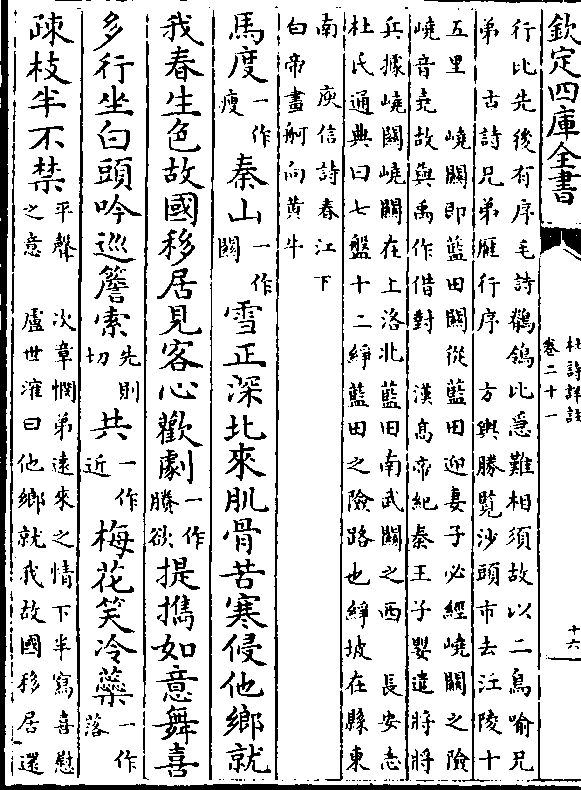 欽定四庫全書
杜詩詳註
卷二十一
十六
行比先後有序毛詩鶺鴒比急難相須故以二鳥喻兄
弟　古詩兄弟雁行序　方輿勝覽沙頭市去江陵十
五里　嶢關即藍田關從藍田迎妻子必經嶢關之險
嶢音堯故與禹作借對　漢高帝紀秦王子嬰遣將將
兵據嶢關嶢關在上洛北藍田南武關之西　長安志
杜氏通典曰七盤十二繂藍田之險路也繂坡在縣東
南　庾信詩春江下
白帝畫舸向黄牛
馬度一作瘦秦山一作關雪正深北來肌骨苦寒侵他鄉就
我春生色故國移居見客心歡劇一作賸欲提攜如意舞喜
多行坐白頭吟巡簷索先則切共一作近梅花笑冷蘂一作落
疎枝半不禁平聲之意　次章憫弟遠來之情下半寫喜慰
盧世㴶曰他鄉就我故國移居還